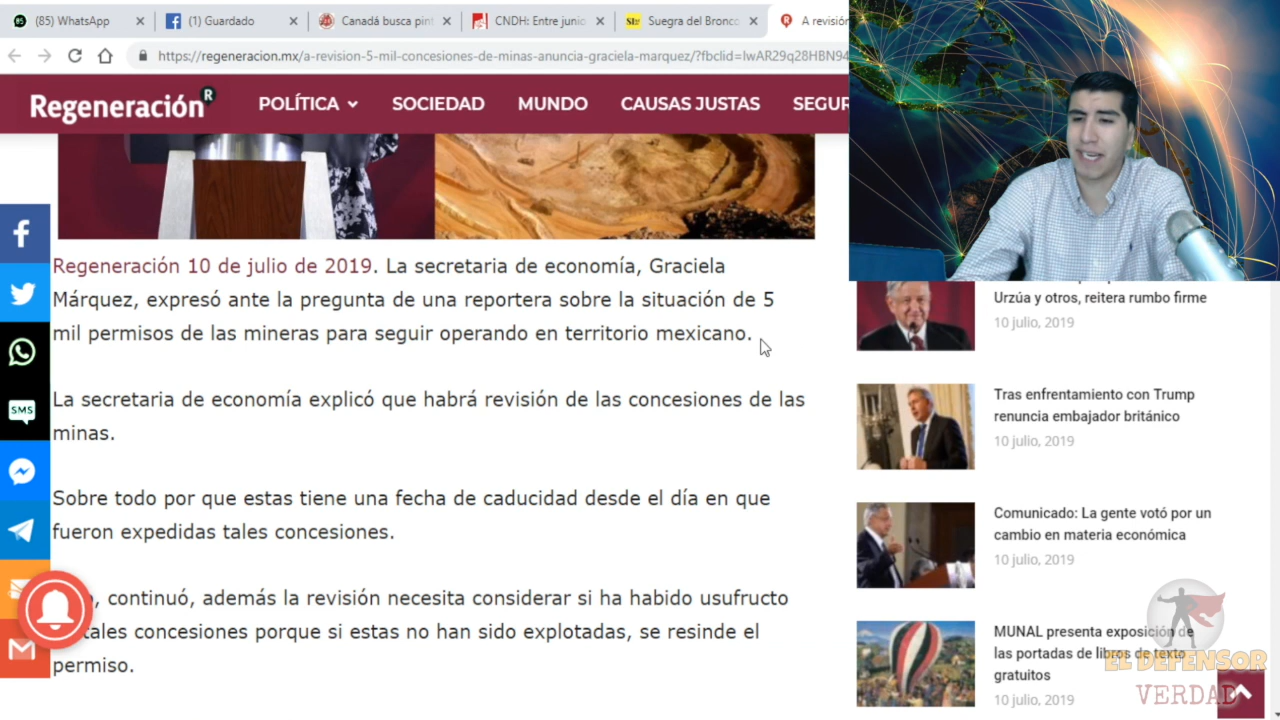 (85) WhatsApp
(1) Guardado
Canadá busca pint
CNDH: Entre junio
Suegra del Bronco
A revisión
https://regeneracion.mx/a-revision-5-mil-concesiones-de-minas-anuncia-graciela-marquez/?fbclid=IwAR29q28HBN94
Regeneración R
POLÍTICA
SOCIEDAD
MUNDO
CAUSAS JUSTAS
SEGUR
Regeneración 10 de julio de 2019. La secretaria de economía, Graciela
Márquez, expresó ante la pregunta de una reportera sobre la situación de 5
mil permisos de las mineras para seguir operando en territorio mexicano.
La secretaria de economía explicó que habrá revisión de las concesiones de las
minas.
Sobre todo por que estas tiene una fecha de caducidad desde el día en que
fueron expedidas tales concesiones.
, continuó, además la revisión necesita considerar si ha habido usufructo
tales concesiones porque si estas no han sido explotadas, se resinde el
permiso.
SMS
Urzúa y otros, reitera rumbo firme
10 julio, 2019
Tras enfrentamiento con Trump
renuncia embajador británico
10 julio, 2019
Comunicado: La gente votó por un
cambio en materia económica
10 julio, 2019
MUNAL presenta exposición de
las portadas de libros de texto
gratuitos
10 julio, 2019
EL DEFENSOR
VERDAD